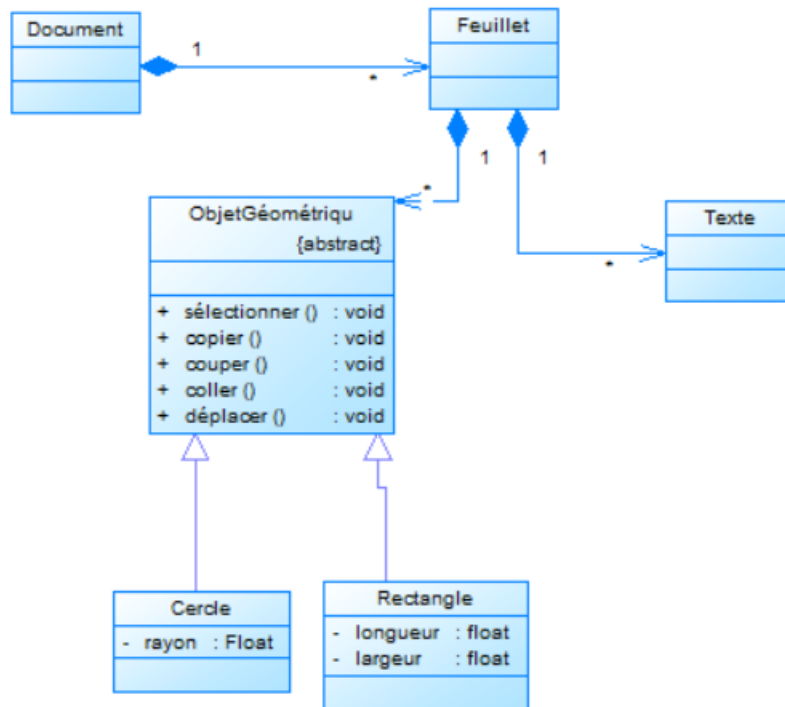 Document
1
*
Feuillet
1
1
*
*
ObjetGéométriqu
{abstract}
+ sélectionner () : void
+ copier () : void
+ couper () : void
+ coller () : void
+ déplacer () : void
Texte
Cercle
- rayon : Float
Rectangle
- longueur : float
- largeur : float